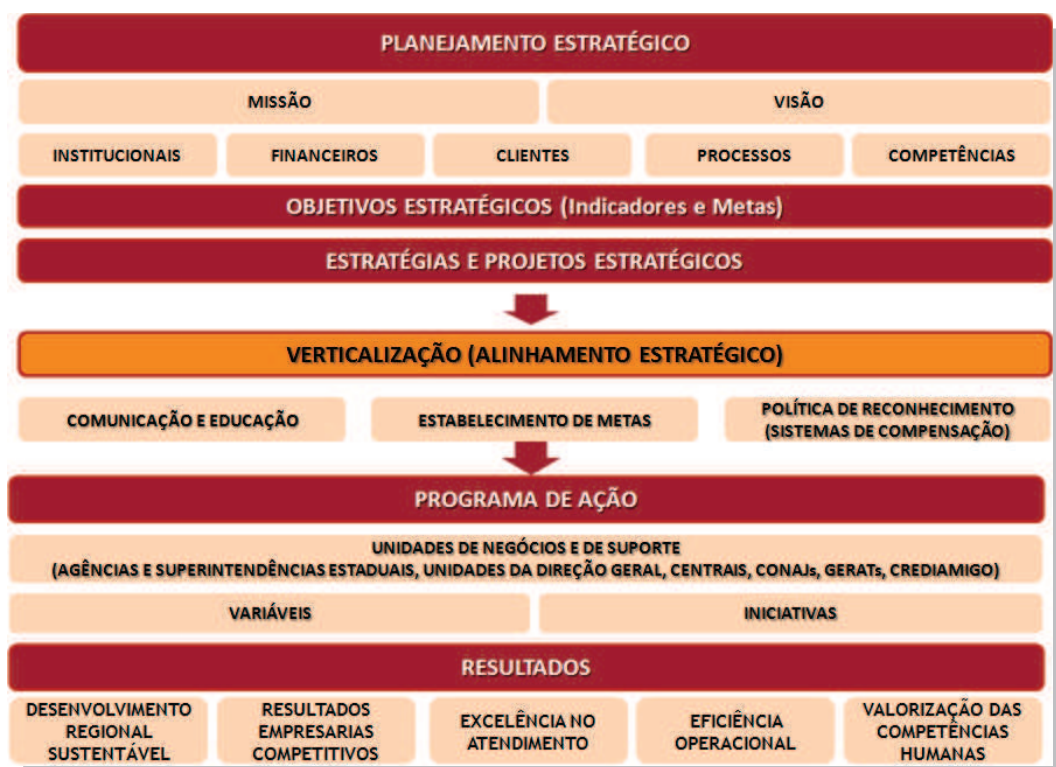 PLANEJAMENTO ESTRATÉGICO
MISSÃO
VISÃO
INSTITUCIONAIS
FINANCEIROS
CLIENTES
PROCESSOS
COMPETÊNCIAS
OBJETIVOS ESTRATÉGICOS (Indicadores e Metas)
ESTRATÉGIAS E PROJETOS ESTRATÉGICOS
VERTICALIZAÇÃO (ALINHAMENTO ESTRATÉGICO)
COMUNICAÇÃO E EDUCAÇÃO
ESTABELECIMENTO DE METAS
POLÍTICA DE RECONHECIMENTO
(SISTEMAS DE COMPENSAÇÃO)
PROGRAMA DE AÇÃO
UNIDADES DE NEGÓCIOS E DE SUPORTE
(AGÊNCIAS E SUPERINTENDÊNCIAS ESTADUAIS, UNIDADES DA DIREÇÃO GERAL, CENTRAIS, CONAJs, GERATs, CREDIAMIGO)
VARIÁVEIS
INICIATIVAS
RESULTADOS
DESENVOLVIMENTO
REGIONAL
SUSTENTÁVEL
RESULTADOS
EMPRESARIAS
COMPETITIVOS
EXCELÊNCIA NO
ATENDIMENTO
EFICIÊNCIA
OPERACIONAL
VALORIZAÇÃO DAS
COMPETÊNCIAS
HUMANAS